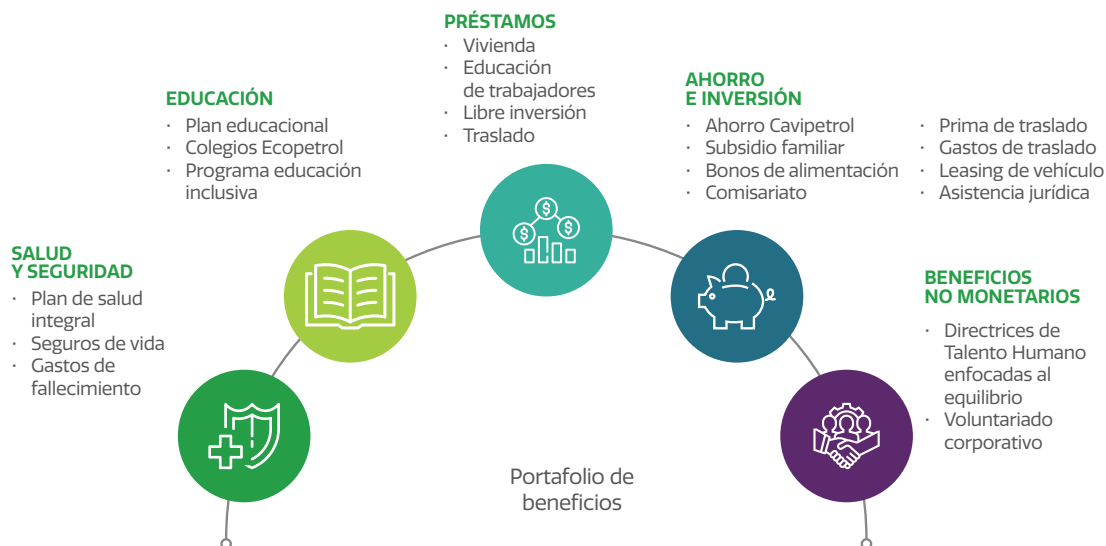 SALUD
Y SEGURIDAD
· Plan de salud
integral
· Seguros de vida
· Gastos de
fallecimiento
EDUCACIÓN
· Plan educacional
· Colegios Ecopetrol
· Programa educación
inclusiva
PRÉSTAMOS
· Vivienda
· Educación
de trabajadores
· Libre inversión
· Traslado
AHORRO
E INVERSIÓN
· Ahorro Cavipetrol
· Subsidio familiar
· Bonos de alimentación
· Comisariato
· Prima de traslado
· Gastos de traslado
· Leasing de vehículo
· Asistencia jurídica
BENEFICIOS
NO MONETARIOS
· Directrices de
Talento Humano
enfocadas al
equilibrio
· Voluntariado
corporativo
Portafolio de
beneficios